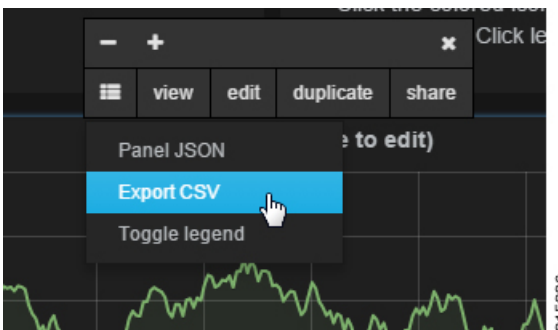 Click le
view edit duplicate share
e to edit)
Panel JSON
Export CSV
Toggle legend